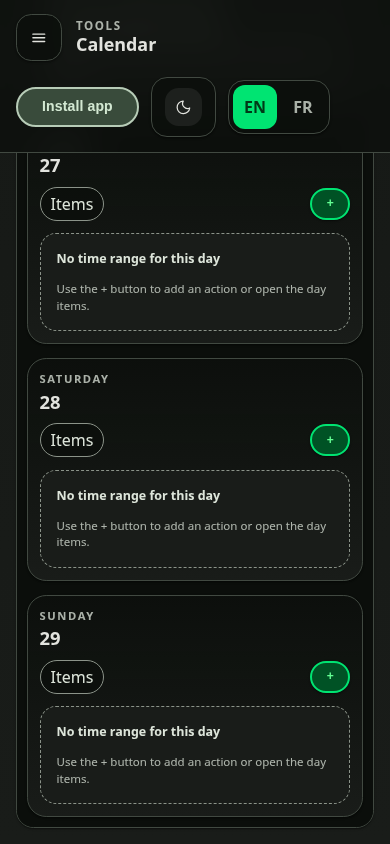 TOOLS
Calendar
Install app
EN FR
27
Items +
No time range for this day
Use the + button to add an action or open the day
items.
SATURDAY
28
Items +
No time range for this day
Use the + button to add an action or open the day
items.
SUNDAY
29
Items +
No time range for this day
Use the + button to add an action or open the day
items.